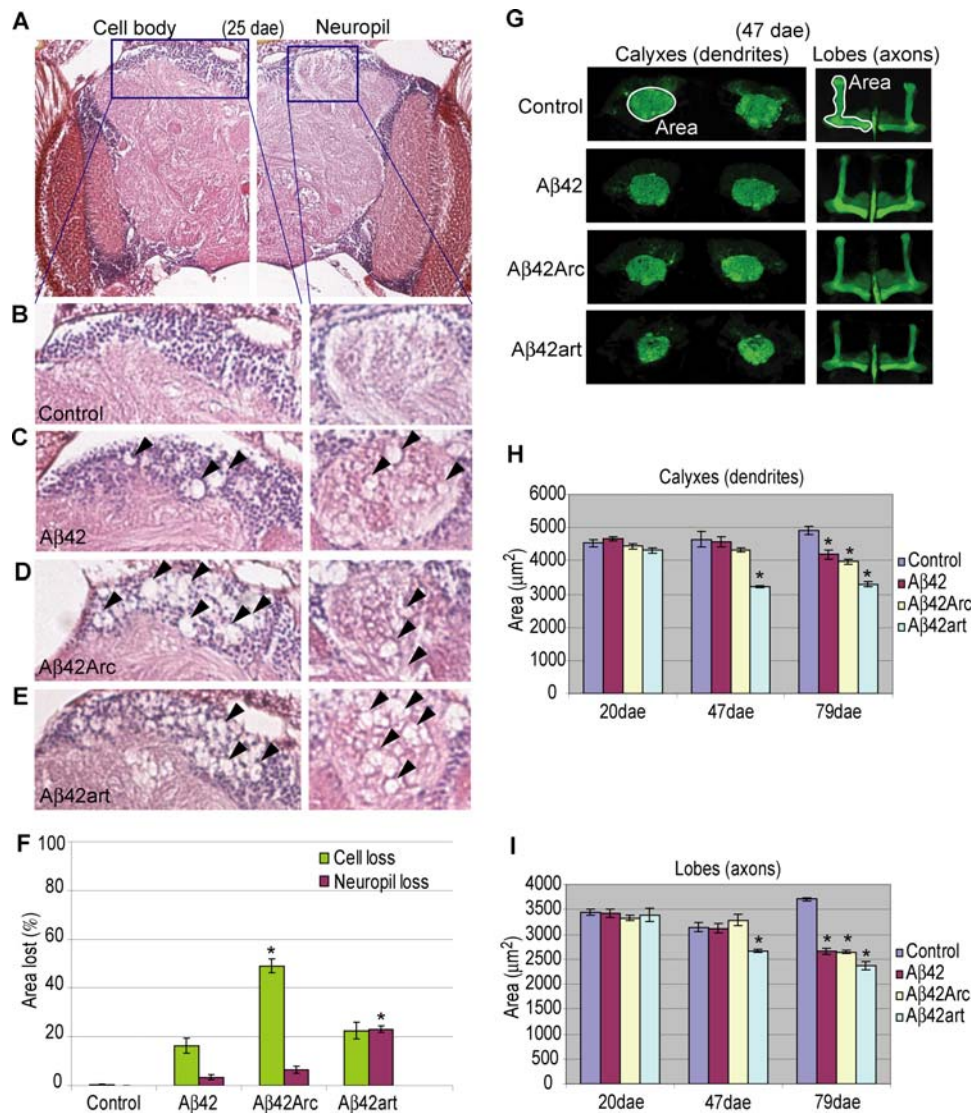 A
Cell body
(25 dae)
Neuropil
B
Control
C
Aβ42
D
Aβ42Arc
E
Aβ42art
F
Area lost (%)
100
80
60
40
20
0
Cell loss
Neuropil loss
*
*
Control
Aβ42
Aβ42Arc
Aβ42art
G
(47 dae)
Calyxes (dendrites)
Lobes (axons)
Control
Area
Area
Aβ42
Aβ42Arc
Aβ42art
H
Calyxes (dendrites)
Area (μm²)
6000
5000
4000
3000
2000
1000
0
*
* * *
20dae
47dae
79dae
Control
Aβ42
Aβ42Arc
Aβ42art
I
Lobes (axons)
Area (μm²)
4000
3500
3000
2500
2000
1500
1000
500
0
*
* * *
20dae
47dae
79dae
Control
Aβ42
Aβ42Arc
Aβ42art